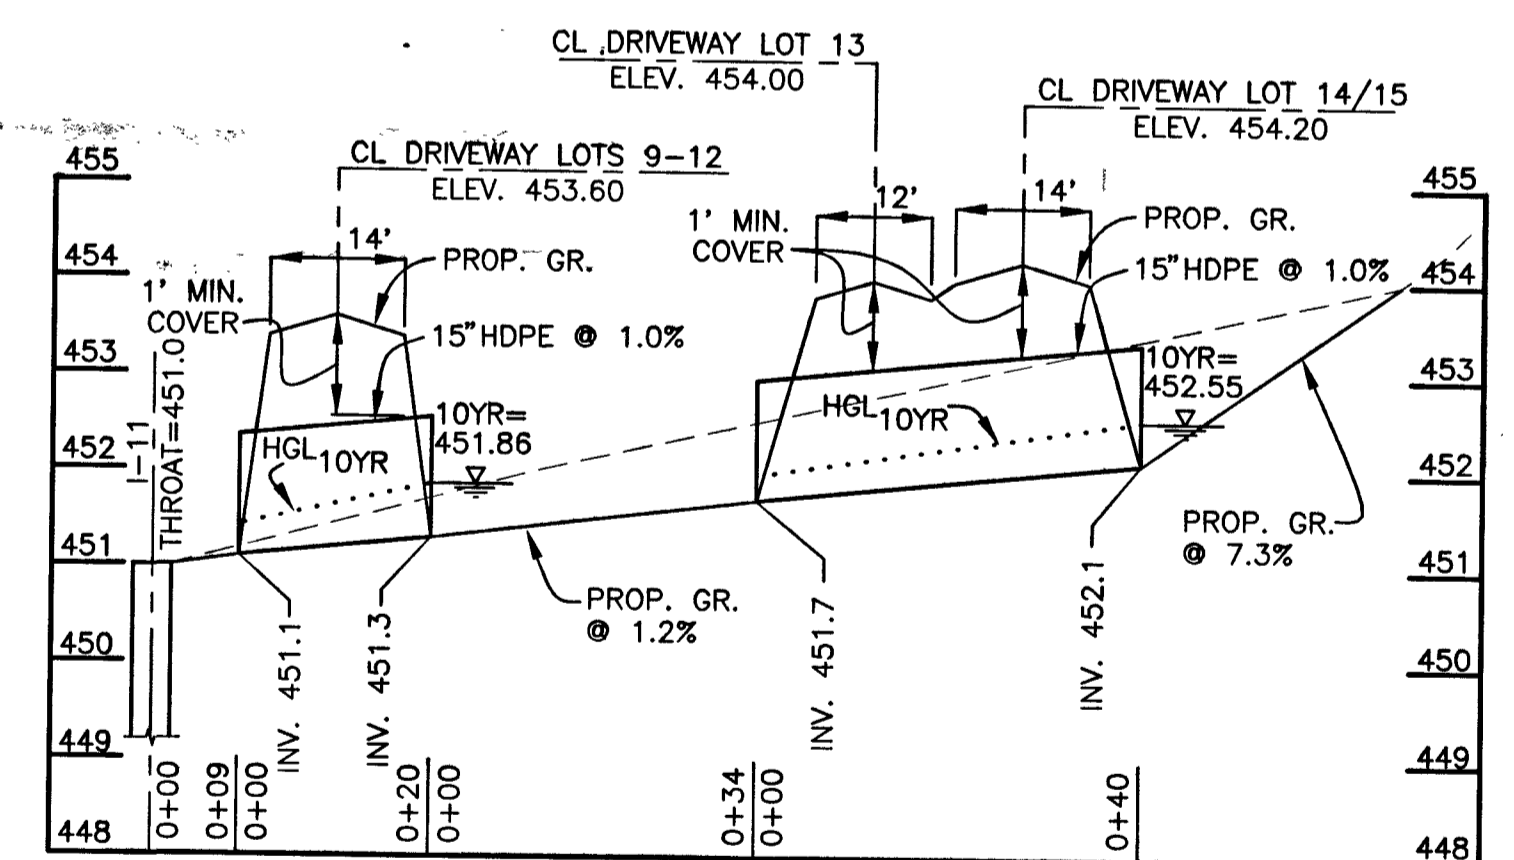 CL DRIVEWAY LOT 13
ELEV. 454.00
CL DRIVEWAY LOT 14/15
ELEV. 454.20
CL DRIVEWAY LOTS 9-12
ELEV. 453.60
455
454
453
452
451
450
449
448
455
454
453
452
451
450
449
448
14'
PROP. GR.
1' MIN.
COVER
15"HDPE @ 1.0%
10YR=
451.86
HGL10YR
I-11
THROAT=451.0
12'
14'
1' MIN.
COVER
PROP. GR.
15"HDPE @ 1.0%
10YR=
452.55
HGL10YR
PROP. GR.
@ 1.2%
PROP. GR.
@ 7.3%
INV. 451.1
INV. 451.3
INV. 451.7
INV. 452.1
0+00
0+09
0+00
0+20
0+00
0+34
0+00
0+40